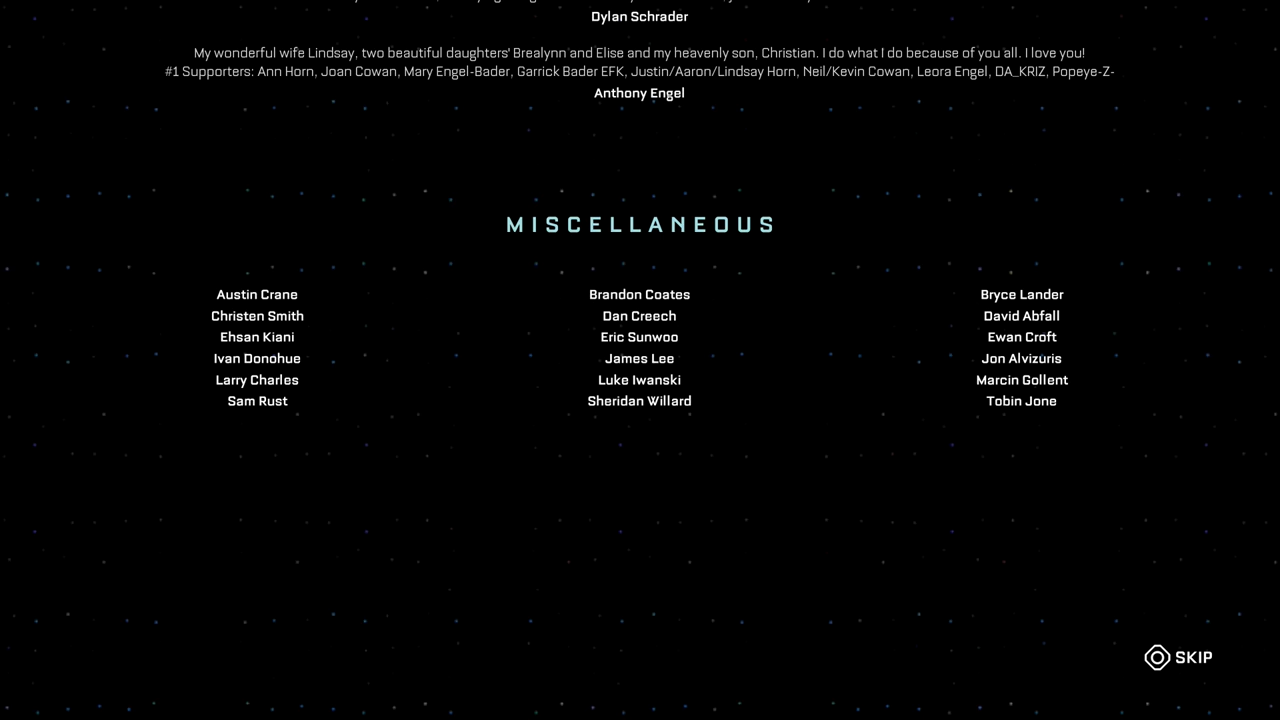 Dylan Schrader
My wonderful wife Lindsay, two beautiful daughters' Brealynn and Elise and my heavenly son, Christian. I do what I do because of you all. I love you!
#1 Supporters: Ann Horn, Joan Cowan, Mary Engel-Bader, Garrick Bader EFK, Justin/Aaron/Lindsay Horn, Neil/Kevin Cowan, Leora Engel, DA_KRIZ, Popeye-Z-
Anthony Engel
MISCELLANEOUS
Austin Crane Brandon Coates Bryce Lander
Christen Smith Dan Creech David Abfall
Ehsan Kiani Eric Sunwoo Ewan Croft
Ivan Donohue James Lee Jon Alvizuris
Larry Charles Luke Iwanski Marcin Gollent
Sam Rust Sheridan Willard Tobin Jone
SKIP